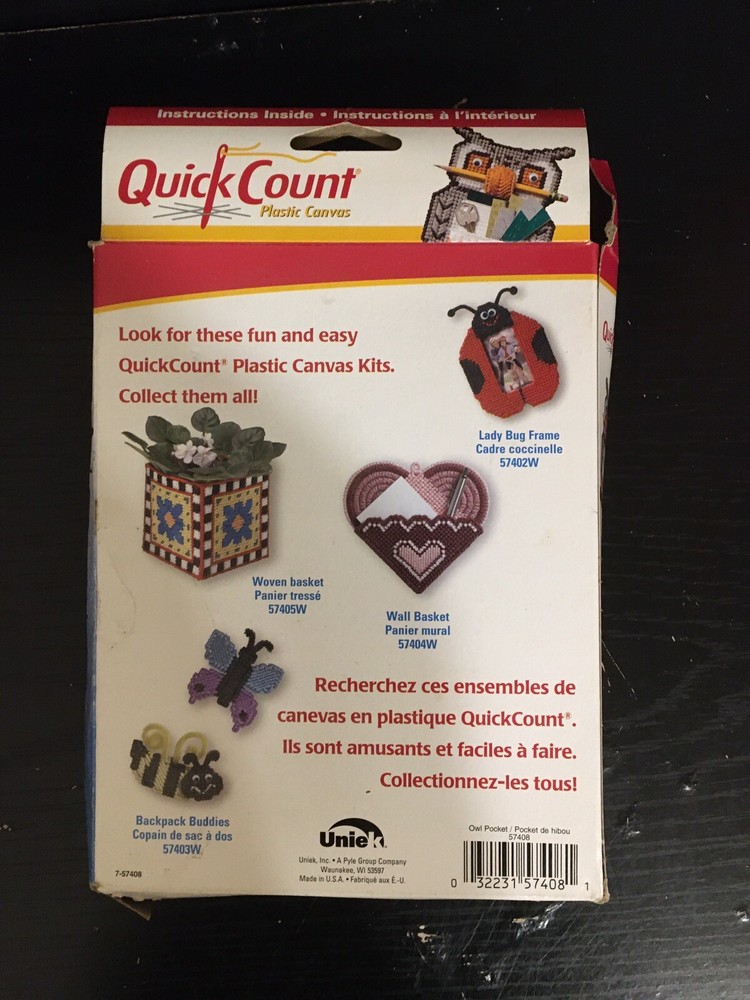 Instructions Inside • Instructions à l'intérieur
QuickCount®
Plastic Canvas
Look for these fun and easy
QuickCount® Plastic Canvas Kits.
Collect them all!
Lady Bug Frame
Cadre coccinelle
57402W
Woven basket
Panier tressé
57405W
Wall Basket
Panier mural
57404W
Recherchez ces ensembles de
canevas en plastique QuickCount®.
Ils sont amusants et faciles à faire.
Collectionnez-les tous!
Backpack Buddies
Copain de sac à dos
57403W
7-57408
Uniek
Uniek, Inc. • A Pyle Group Company
Waunakee, WI 53597
Made in U.S.A. • Fabriqué aux É.-U.
Owl Pocket / Pocket de hibou
57408
0 32231 57408 1